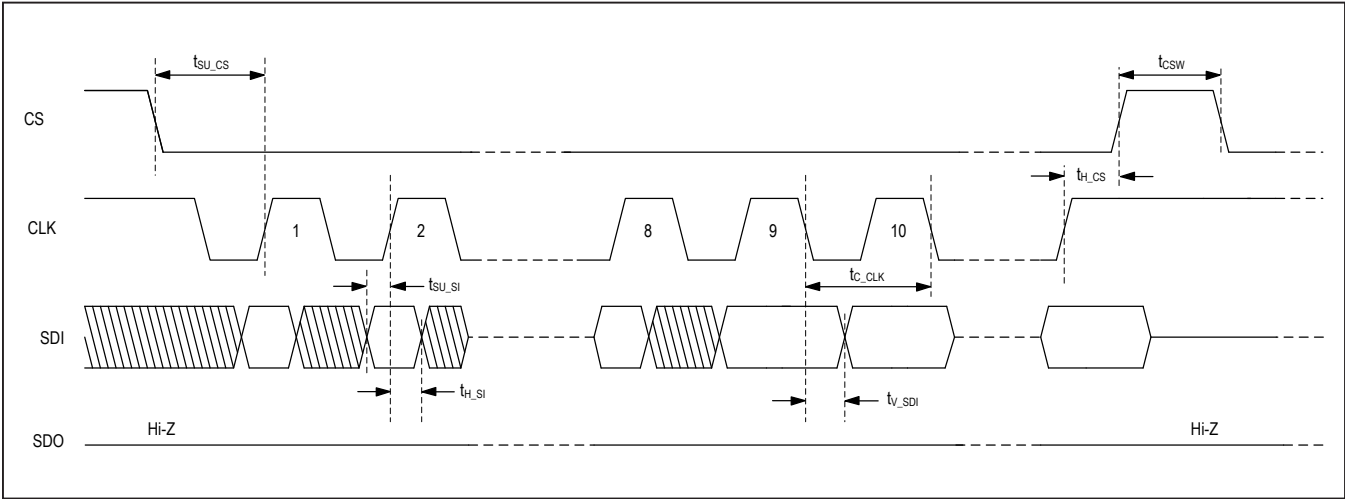 tSU_CS
tCSW
CS
tH_CS
CLK
1
2
8
9
10
tSU_SI
tC_CLK
SDI
tH_SI
tV_SDI
Hi-Z
Hi-Z
SDO